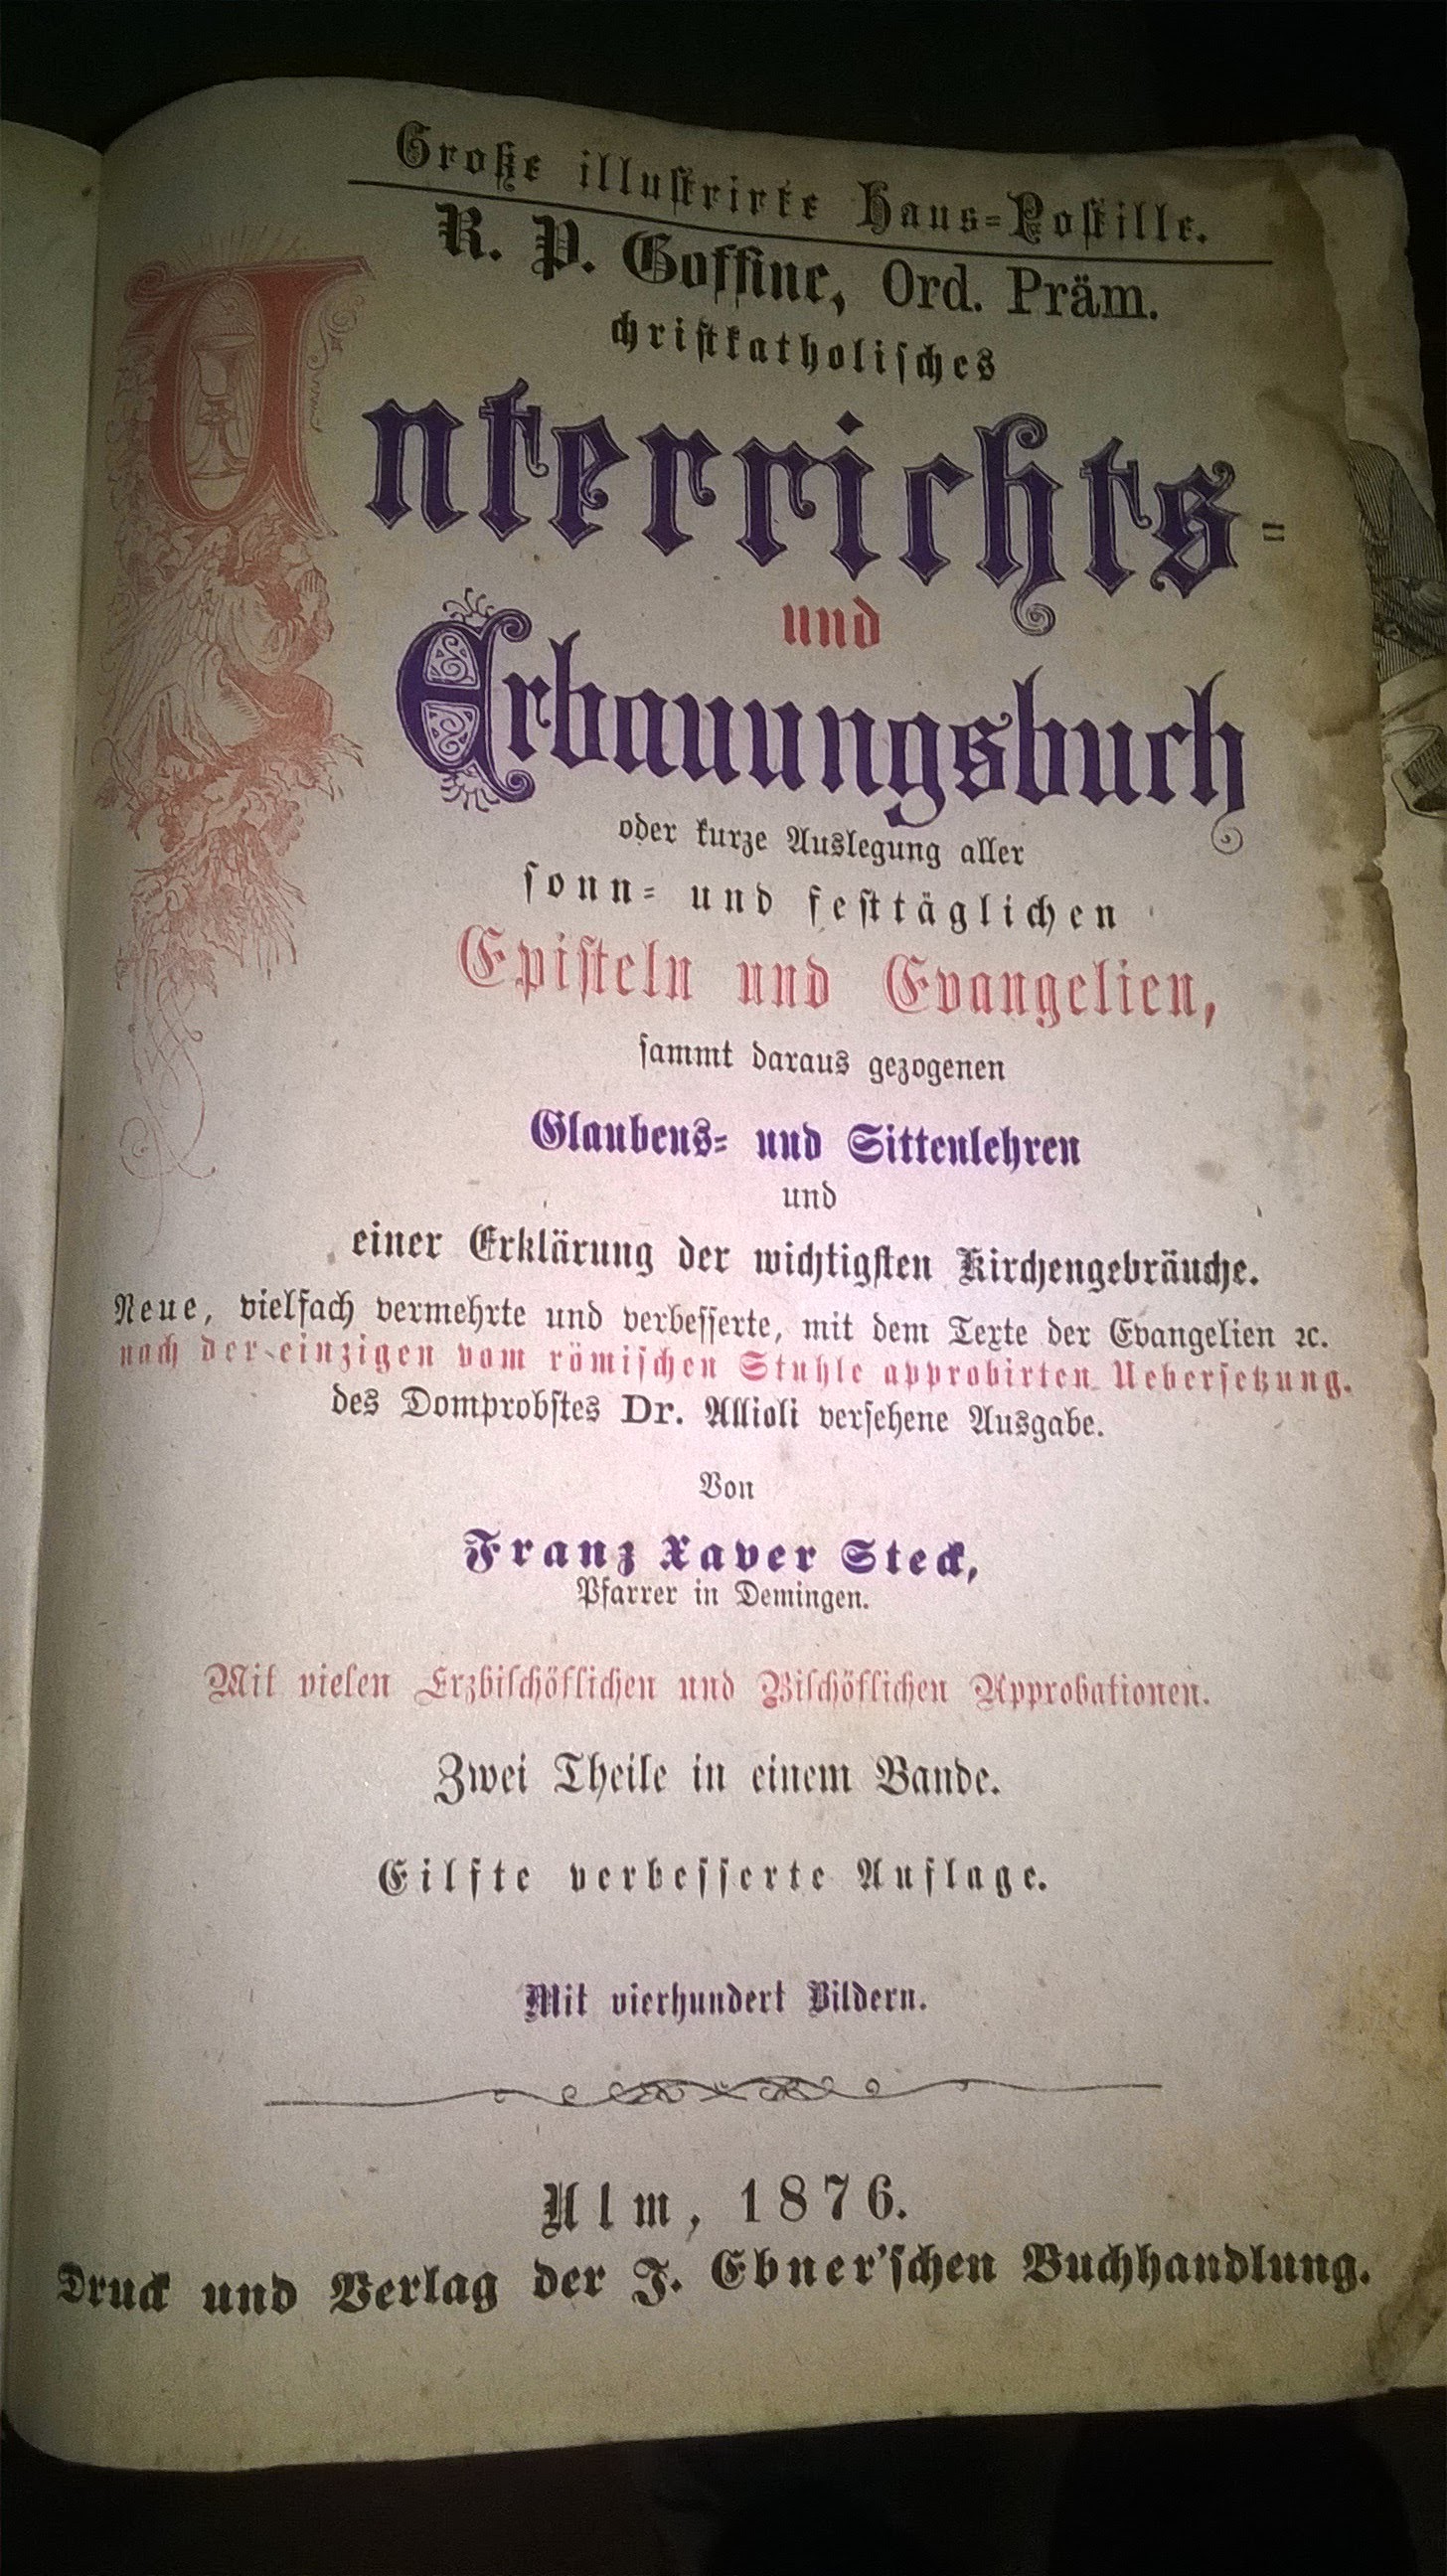 Große illustrirte Haus-Postille.
R. P. Goffine, Ord. Präm.
christkatholisches
Unterrichts-
und
Erbauungsbuch
oder kurze Auslegung aller
sonn- und festtäglichen
Episteln und Evangelien,
sammt daraus gezogenen
Glaubens- und Sittenlehren
und
einer Erklärung der wichtigsten Kirchengebräuche.
Neue, vielfach vermehrte und verbesserte, mit dem Texte der Evangelien ꝛc.
nach der einzigen vom römischen Stuhle approbirten Uebersetzung.
des Domprobstes Dr. Allioli versehene Ausgabe.
Von
Franz Xaver Steck,
Pfarrer in Demingen.
Mit vielen Erzbischöflichen und Bischöflichen Approbationen.
Zwei Theile in einem Bande.
Eilfte verbesserte Auflage.
Mit vierhundert Bildern.
Ulm, 1876.
Druck und Verlag der J. Ebner'schen Buchhandlung.